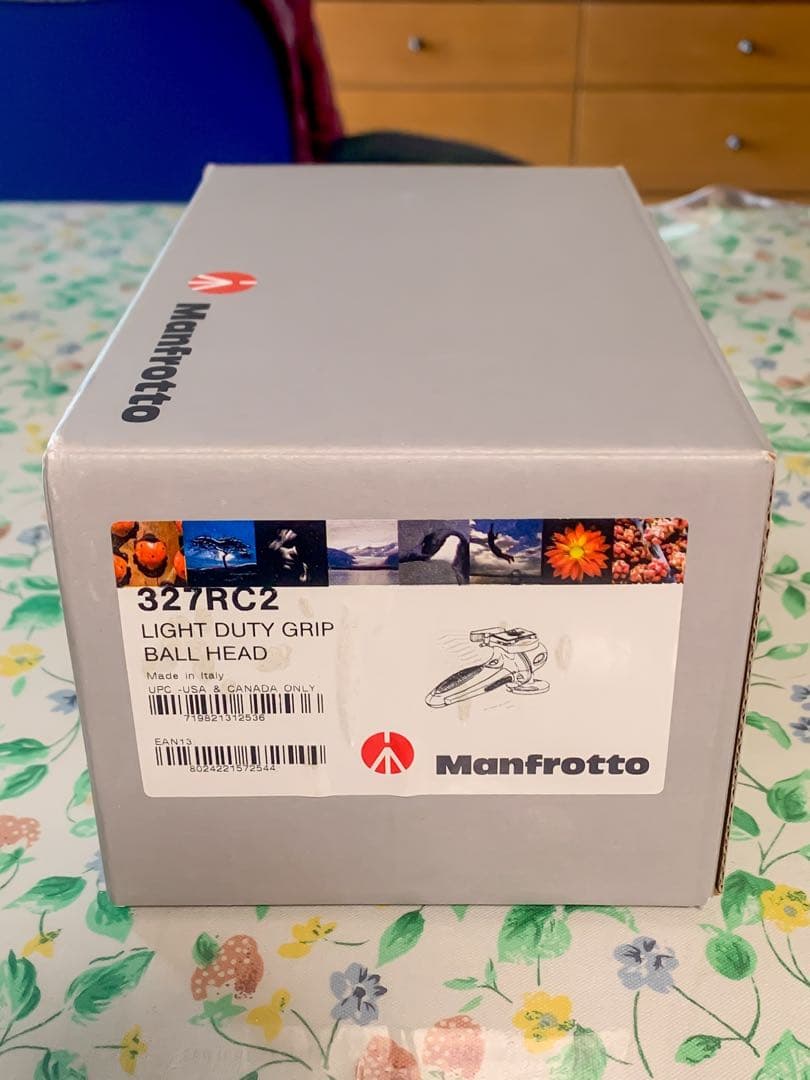 Manfrotto
327RC2
LIGHT DUTY GRIP
BALL HEAD
Made in Italy
UPC -USA & CANADA ONLY
719821312536
EAN13
8024221572544
Manfrotto